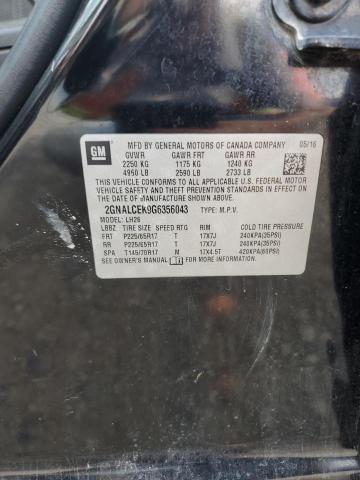 GM
MFD BY GENERAL MOTORS OF CANADA COMPANY 05/16
GVWR GAWR FRT GAWR RR
2250 KG 1175 KG 1240 KG
4960 LB 2590 LB 2733 LB
THIS VEHICLE CONFORMS TO ALL APPLICABLE U.S. FEDERAL MOTOR
VEHICLE SAFETY, BUMPER, AND THEFT PREVENTION STANDARDS IN EFFECT ON
THE DATE OF MANUFACTURE SHOWN ABOVE.
2GNALCEK9G6356043 TYPE: M.P.V.
MODEL: LH26
LBBZ TIRE SIZE SPEED RTG RIM COLD TIRE PRESSURE
FRT P225/65R17 T 17X7J 240KPA(35PSI)
RR P225/65R17 T 17X7J 240KPA(35PSI)
SPA T145/70R17 M 17X4.5T 420KPA(60PSI)
SEE OWNER'S MANUAL FOR MORE INFORMATION.